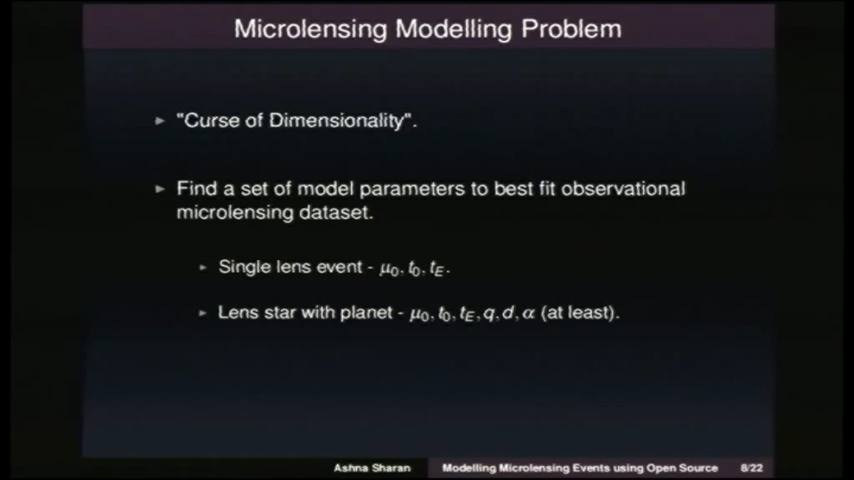 Microlensing Modelling Problem
▸ "Curse of Dimensionality".
▸ Find a set of model parameters to best fit observational
microlensing dataset.
▸ Single lens event - μ₀, t₀, t_E.
▸ Lens star with planet - μ₀, t₀, t_E, q, d, α (at least).
Ashna Sharan Modelling Microlensing Events using Open Source 8/22